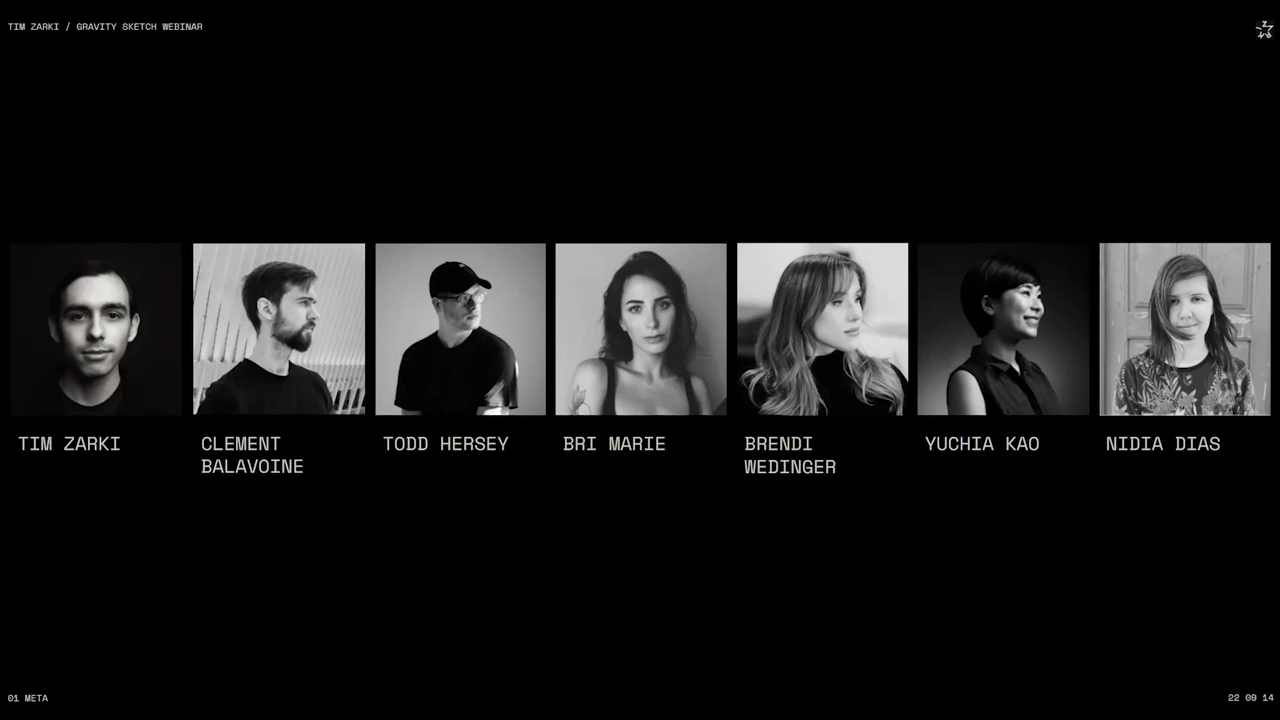 TIM ZARKI / GRAVITY SKETCH WEBINAR
TIM ZARKI
CLEMENT
BALAVOINE
TODD HERSEY
BRI MARIE
BRENDI
WEDINGER
YUCHIA KAO
NIDIA DIAS
01 META
22 09 14